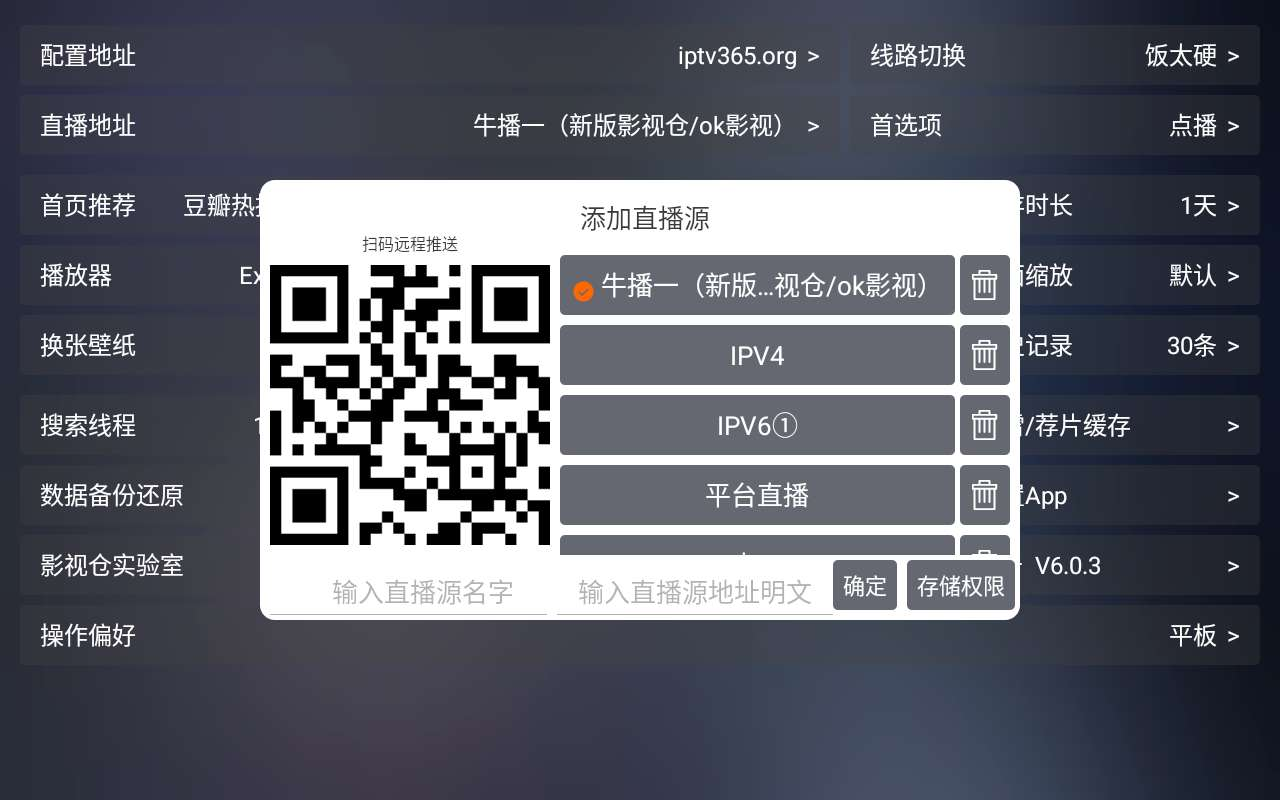 配置地址 iptv365.org >
线路切换 饭太硬 >
直播地址 牛播一（新版影视仓/ok影视） >
首选项 点播 >
首页推荐 豆瓣热
时长 1天 >
播放器 Ex
缩放 默认 >
换张壁纸
记录 30条 >
搜索线程 1
/荐片缓存 >
数据备份还原
App >
影视仓实验室
V6.0.3 >
操作偏好 平板 >
添加直播源
扫码远程推送
牛播一（新版...视仓/ok影视）
IPV4
IPV6①
平台直播
输入直播源名字
输入直播源地址明文
确定
存储权限